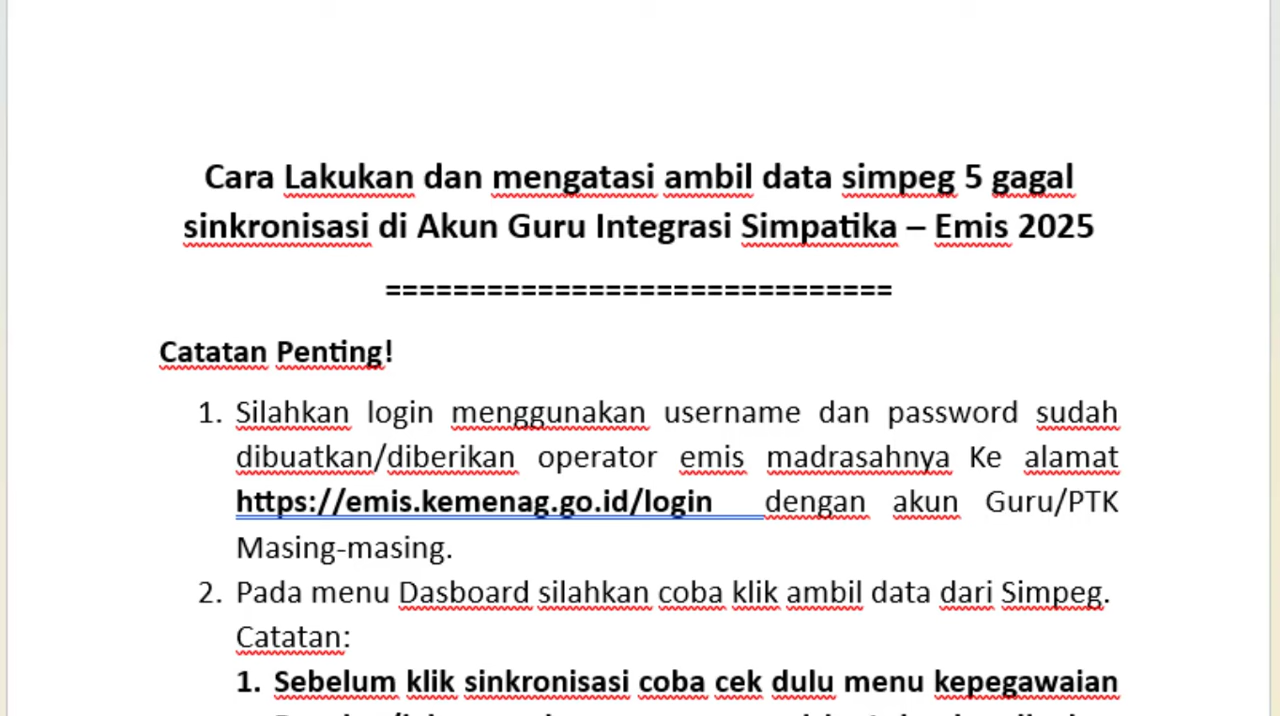 Cara Lakukan dan mengatasi ambil data simpeg 5 gagal
sinkronisasi di Akun Guru Integrasi Simpatika – Emis 2025
==============================
Catatan Penting!
1. Silahkan login menggunakan username dan password sudah
dibuatkan/diberikan operator emis madrasahnya Ke alamat
https://emis.kemenag.go.id/login dengan akun Guru/PTK
Masing-masing.
2. Pada menu Dasboard silahkan coba klik ambil data dari Simpeg.
Catatan:
1. Sebelum klik sinkronisasi coba cek dulu menu kepegawaian